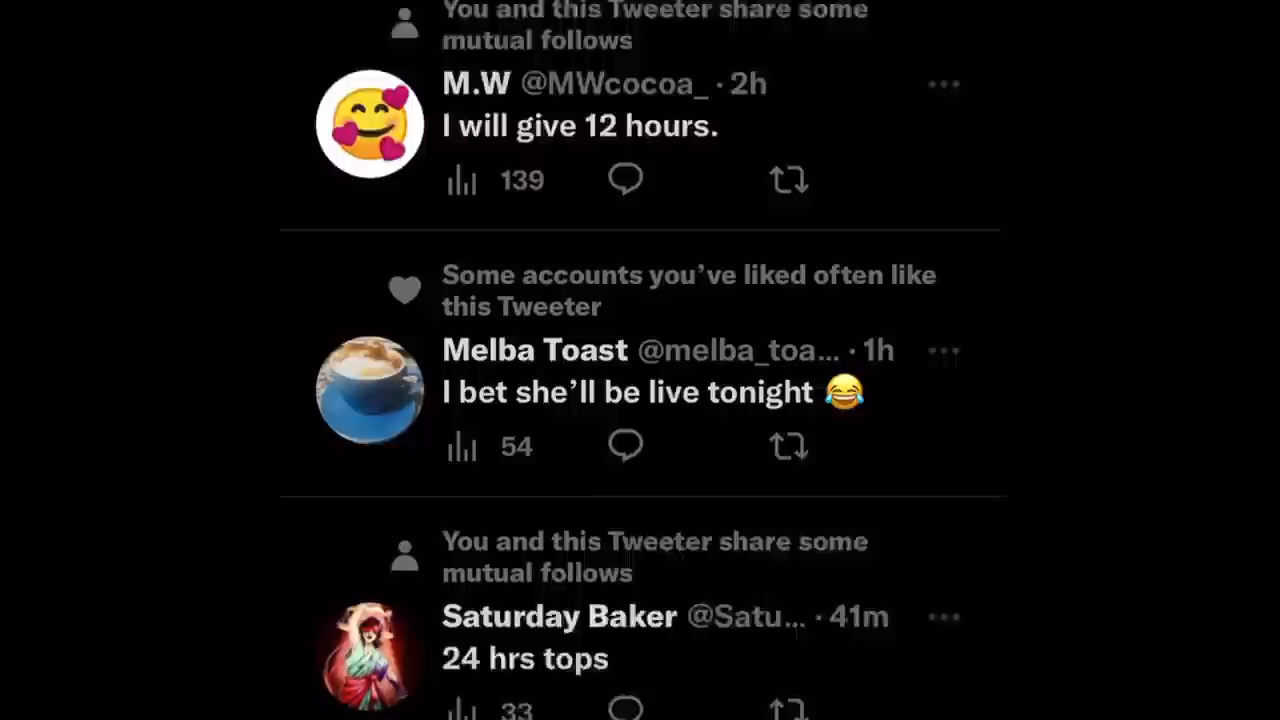 You and this Tweeter share some
mutual follows
M.W @MWcocoa_ · 2h
I will give 12 hours.
139
Some accounts you’ve liked often like
this Tweeter
Melba Toast @melba_toa... · 1h
I bet she’ll be live tonight 😂
54
You and this Tweeter share some
mutual follows
Saturday Baker @Satu... · 41m
24 hrs tops
33